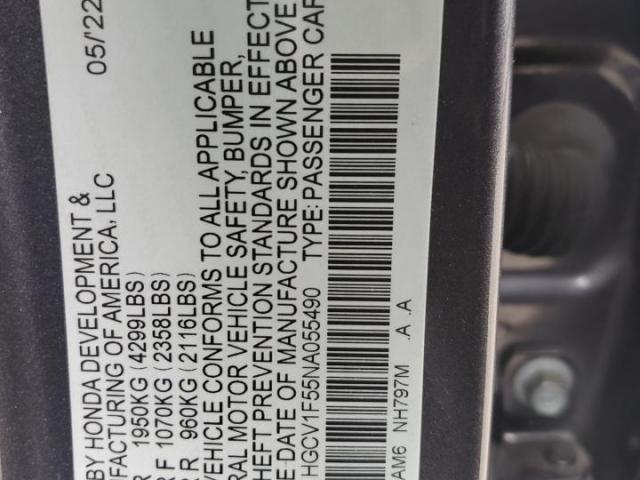 BY HONDA DEVELOPMENT & 05/'22
FACTURING OF AMERICA, LLC
R 1950KG (4299LBS)
R F 1070KG (2358LBS)
R R 960KG (2116LBS)
VEHICLE CONFORMS TO ALL APPLICABLE
RAL MOTOR VEHICLE SAFETY, BUMPER,
HEFT PREVENTION STANDARDS IN EFFECT
E DATE OF MANUFACTURE SHOWN ABOVE
HGCV1F55NA055490 TYPE: PASSENGER CAR
AM6 NH797M .A .A